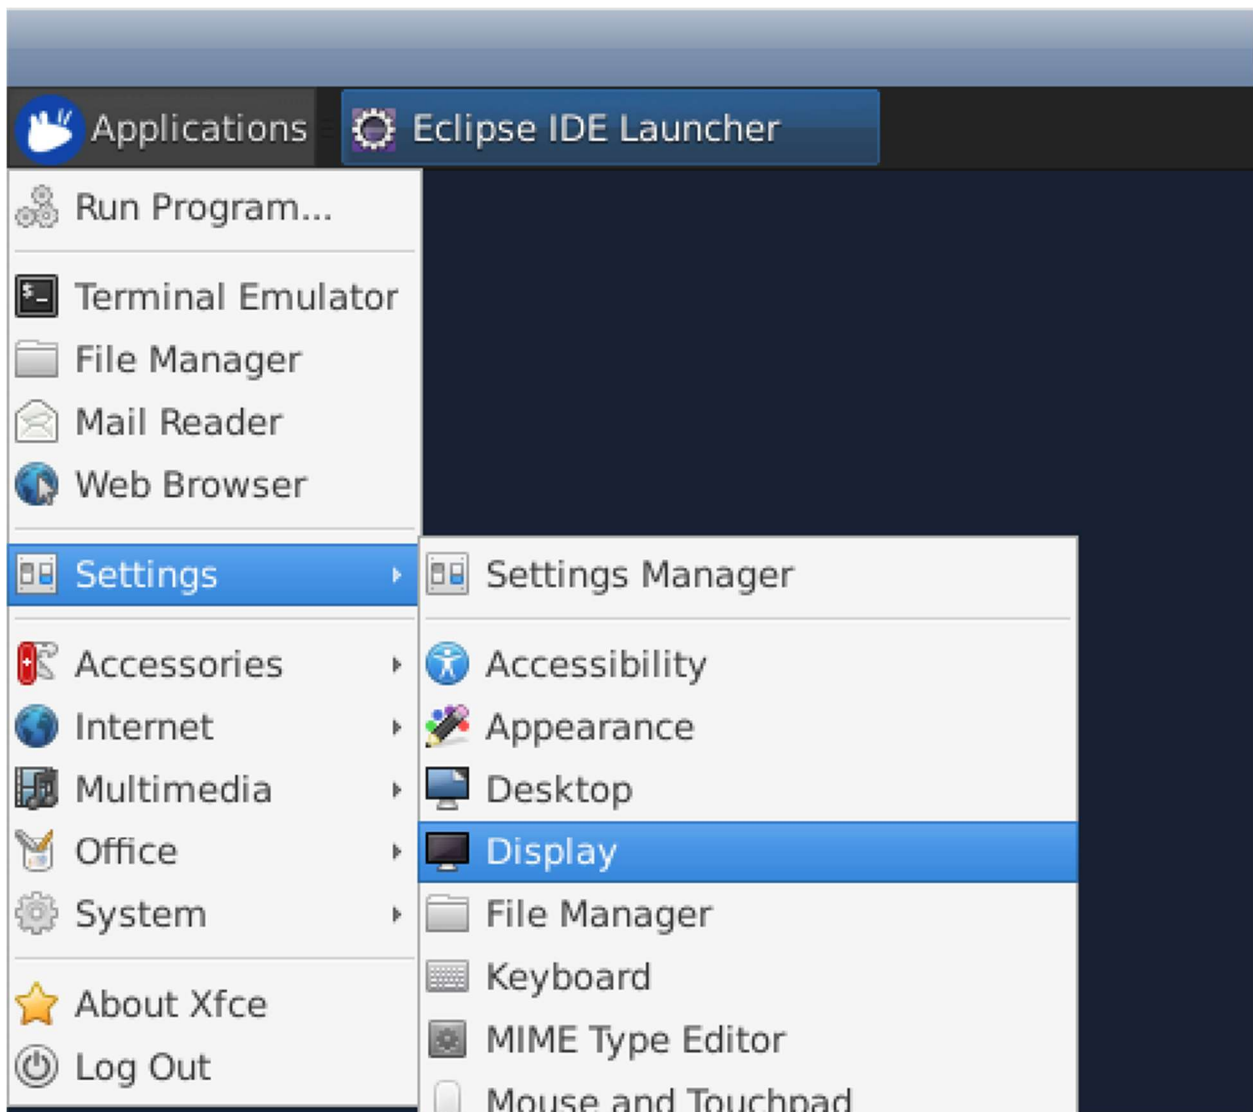 Applications
Eclipse IDE Launcher
Run Program...
Terminal Emulator
File Manager
Mail Reader
Web Browser
Settings
Accessories
Internet
Multimedia
Office
System
About Xfce
Log Out
Settings Manager
Accessibility
Appearance
Desktop
Display
File Manager
Keyboard
MIME Type Editor
Mouse and Touchpad